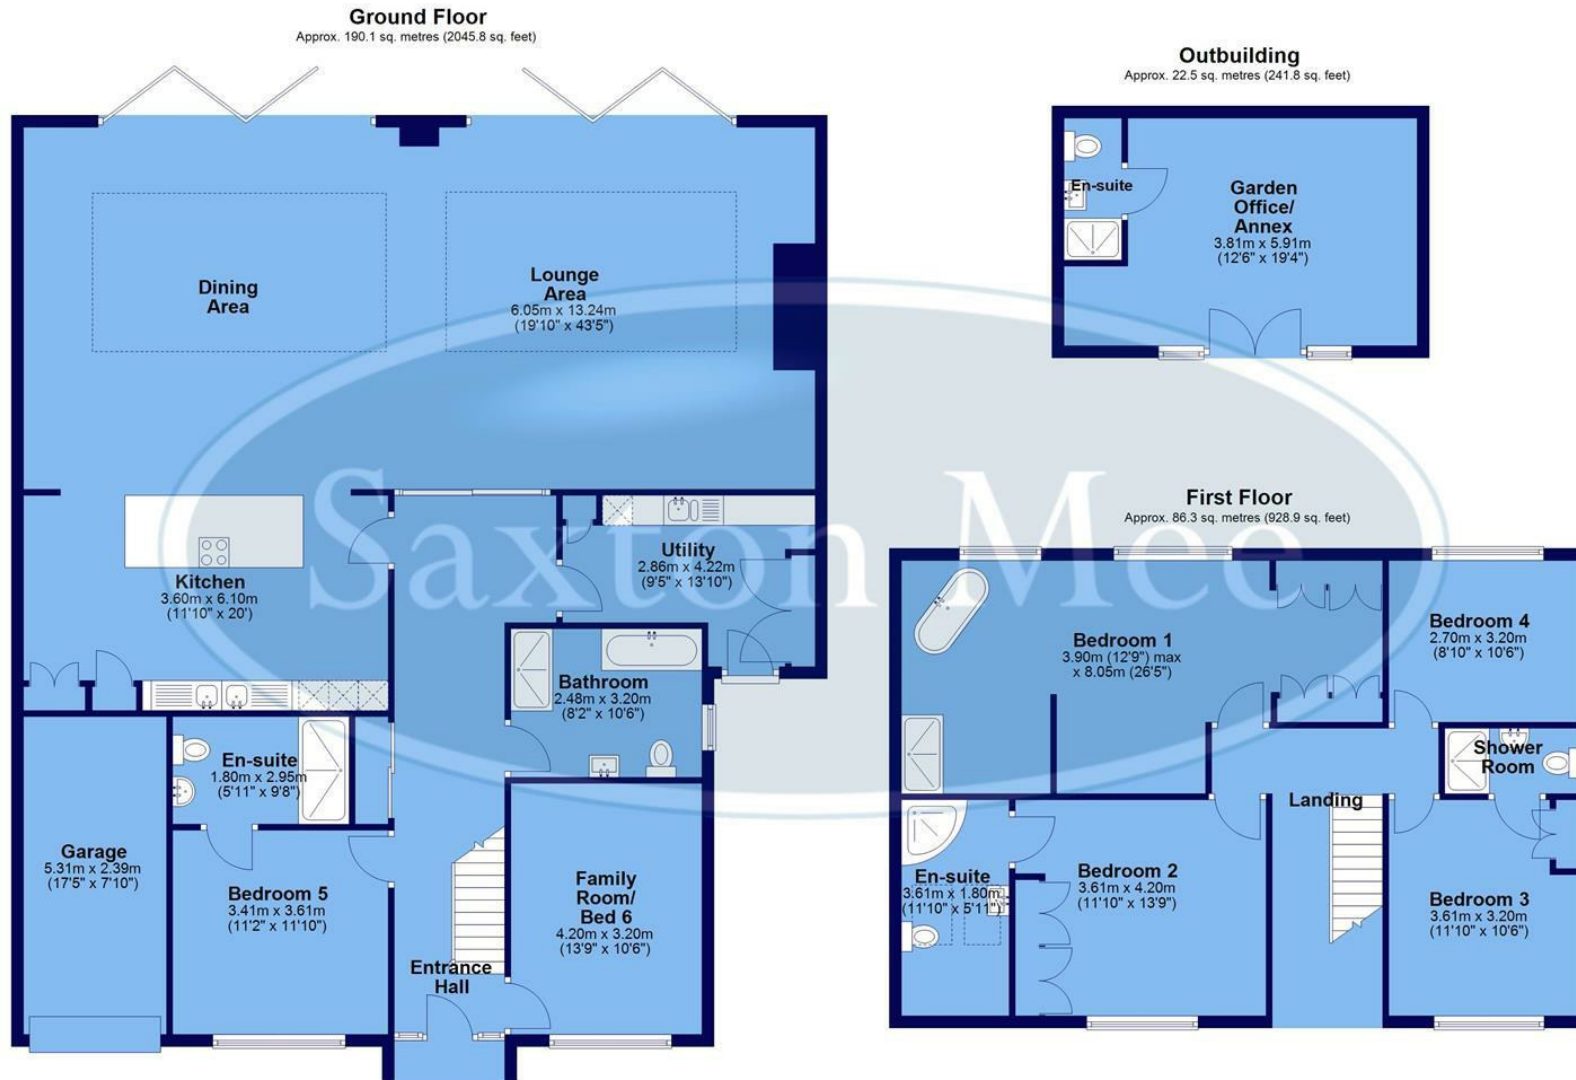 Ground Floor
Approx. 190.1 sq. metres (2045.8 sq. feet)
Dining
Area
Lounge
Area
6.05m x 13.24m
(19'10" x 43'5")
Kitchen
3.60m x 6.10m
(11'10" x 20')
Utility
2.86m x 4.22m
(9'5" x 13'10")
Bathroom
2.48m x 3.20m
(8'2" x 10'6")
En-suite
1.80m x 2.95m
(5'11" x 9'8")
Garage
5.31m x 2.39m
(17'5" x 7'10")
Bedroom 5
3.41m x 3.61m
(11'2" x 11'10")
Family
Room/
Bed 6
4.20m x 3.20m
(13'9" x 10'6")
Entrance
Hall
Outbuilding
Approx. 22.5 sq. metres (241.8 sq. feet)
En-suite
Garden
Office/
Annex
3.81m x 5.91m
(12'6" x 19'4")
Saxton Mee
First Floor
Approx. 86.3 sq. metres (928.9 sq. feet)
Bedroom 1
3.90m (12'9") max
x 8.05m (26'5")
Bedroom 4
2.70m x 3.20m
(8'10" x 10'6")
Shower
Room
Landing
En-suite
3.61m x 1.80m
(11'10" x 5'11")
Bedroom 2
3.61m x 4.20m
(11'10" x 13'9")
Bedroom 3
3.61m x 3.20m
(11'10" x 10'6")